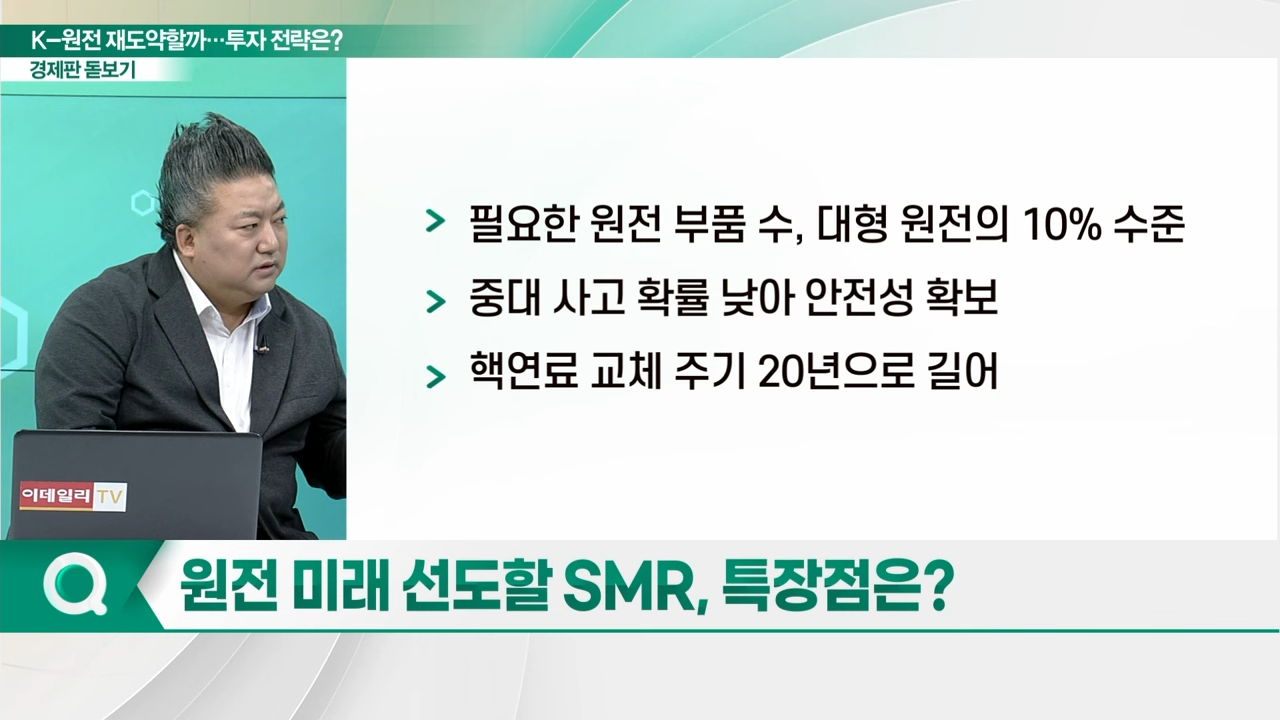 K-원전 재도약할까…투자 전략은?
경제판 돋보기
> 필요한 원전 부품 수, 대형 원전의 10% 수준
> 중대 사고 확률 낮아 안전성 확보
> 핵연료 교체 주기 20년으로 길어
이데일리TV
Q 원전 미래 선도할 SMR, 특장점은?